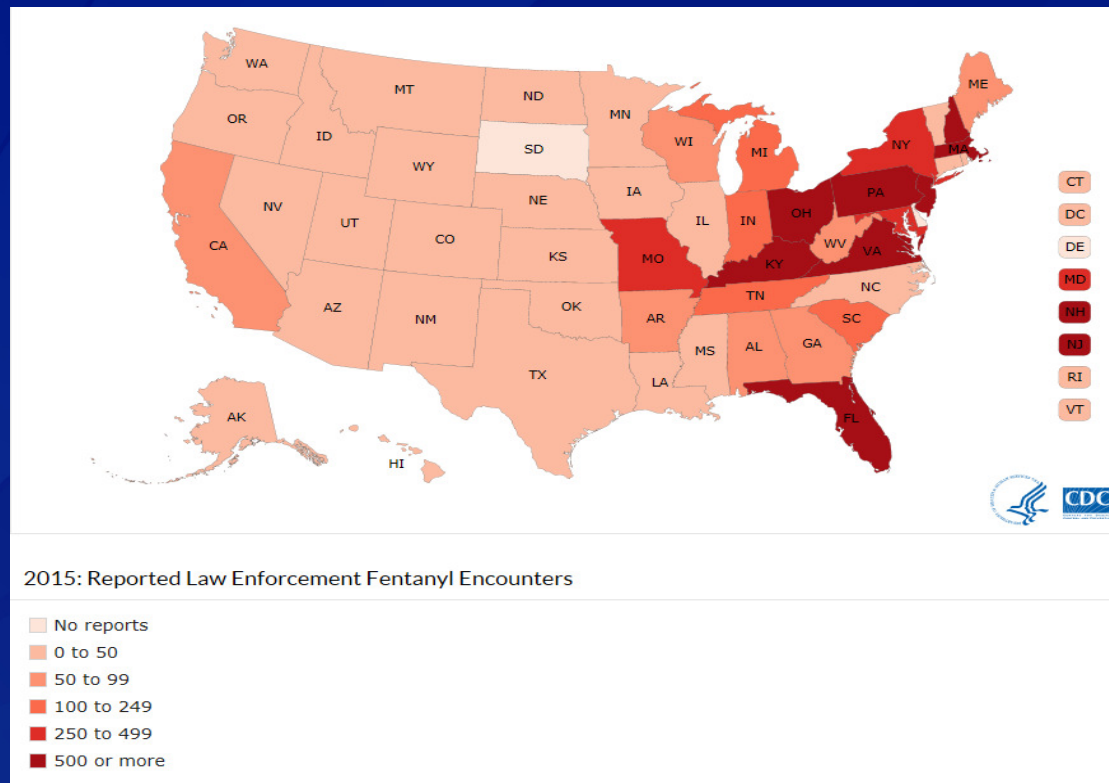 WA
MT
ND
MN
ME
OR
ID
SD
WI
MI
NY
MA
WY
IA
PA
NE
NV
UT
CO
IL
IN
OH
WV
VA
CA
KS
MO
KY
NC
TN
AZ
NM
OK
AR
SC
MS
AL
GA
TX
LA
AK
HI
FL
CT
DC
DE
MD
NH
NJ
RI
VT
CDC
2015: Reported Law Enforcement Fentanyl Encounters
No reports
0 to 50
50 to 99
100 to 249
250 to 499
500 or more